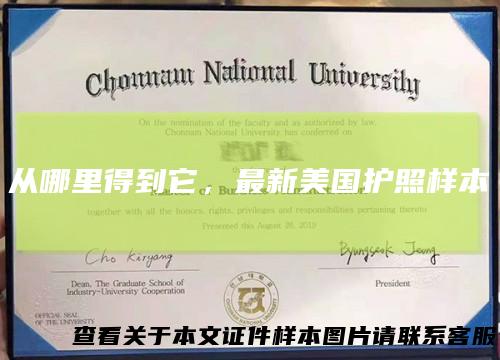 Chonnam National University
On the nomination of the faculty and as authorized by law,
Chonnam National University has conferred on
从哪里得到它，最新美国护照样本
together with all the honors, rights, privileges and responsibilities pertaining thereto
Presented this August 26, 2019
Cho Kiryang
Byungseok Jeong
Dean, The Graduate School of
Industry-University Cooperation
President
OFFICIAL SEAL
OF THE UNIVERSITY
查看关于本文证件样本图片请联系客服